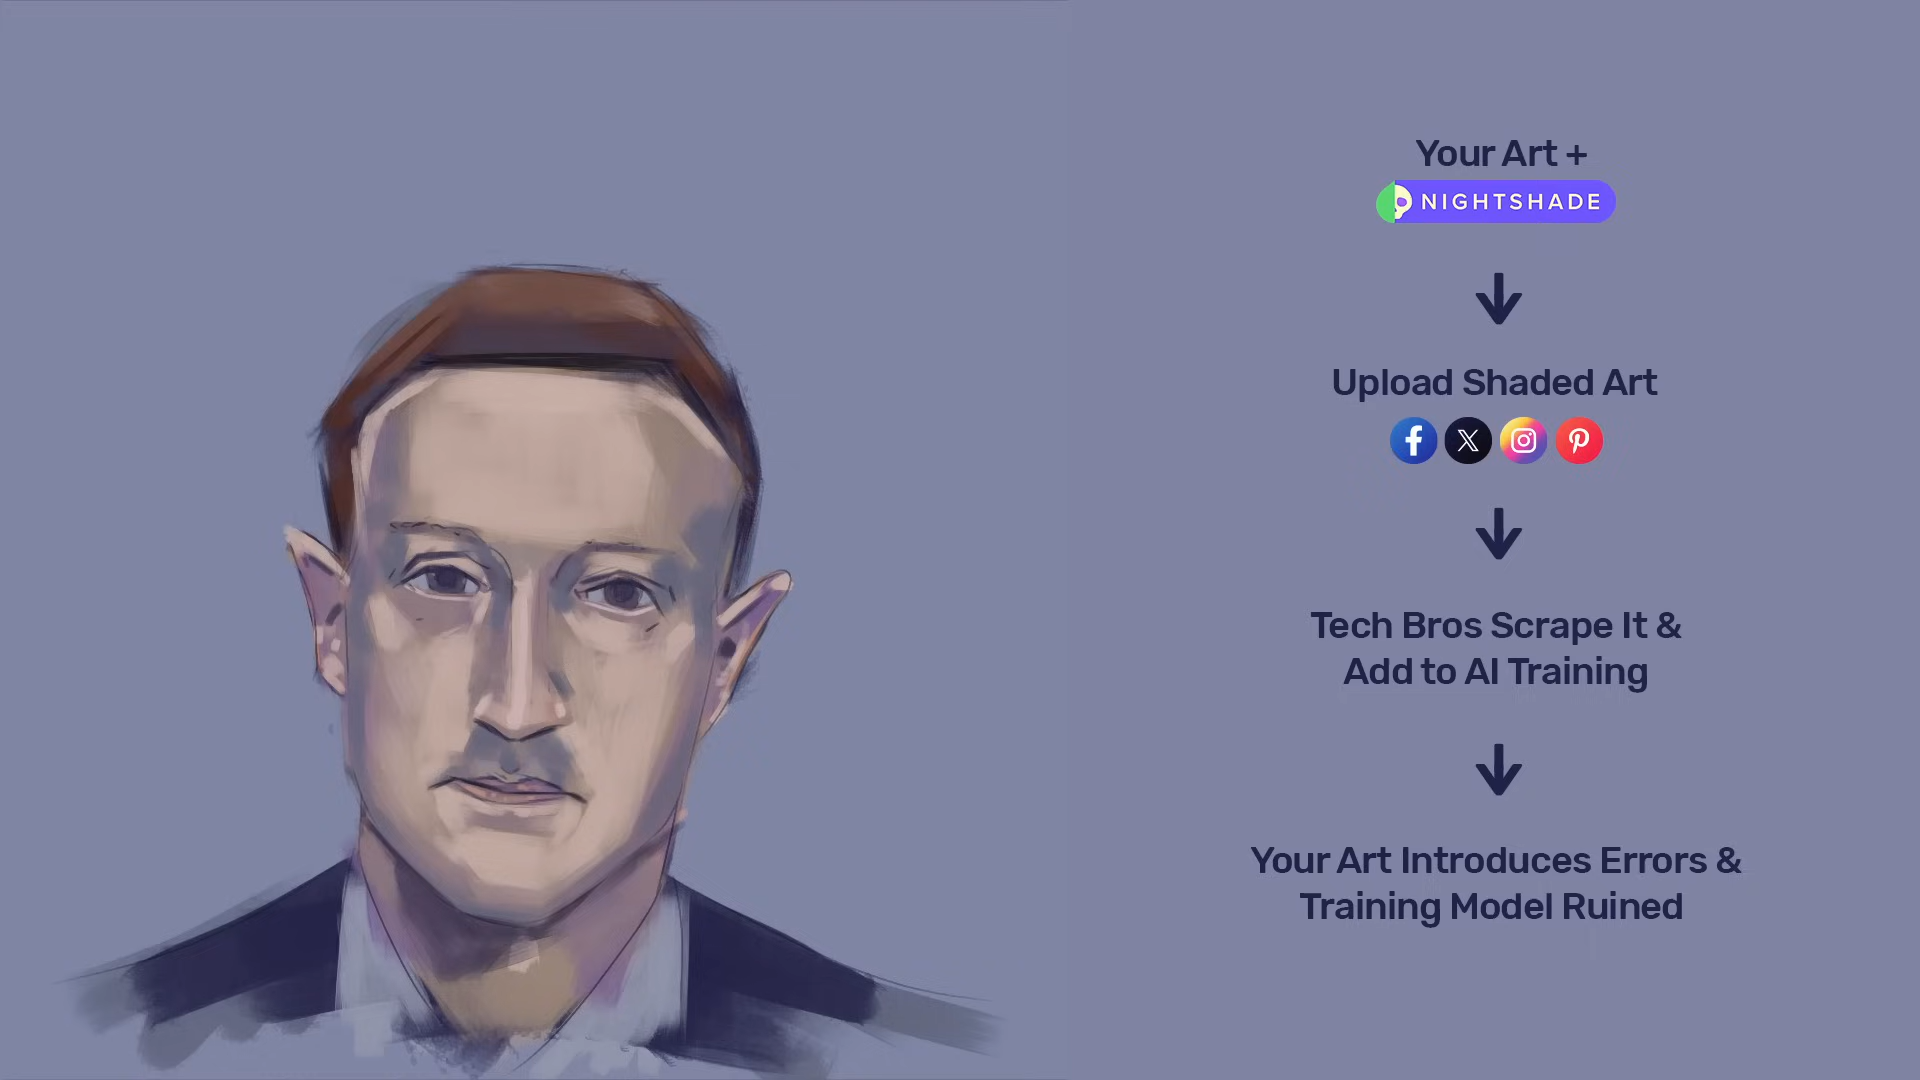 Your Art +
NIGHTSHADE
Upload Shaded Art
Tech Bros Scrape It &
Add to AI Training
Your Art Introduces Errors &
Training Model Ruined